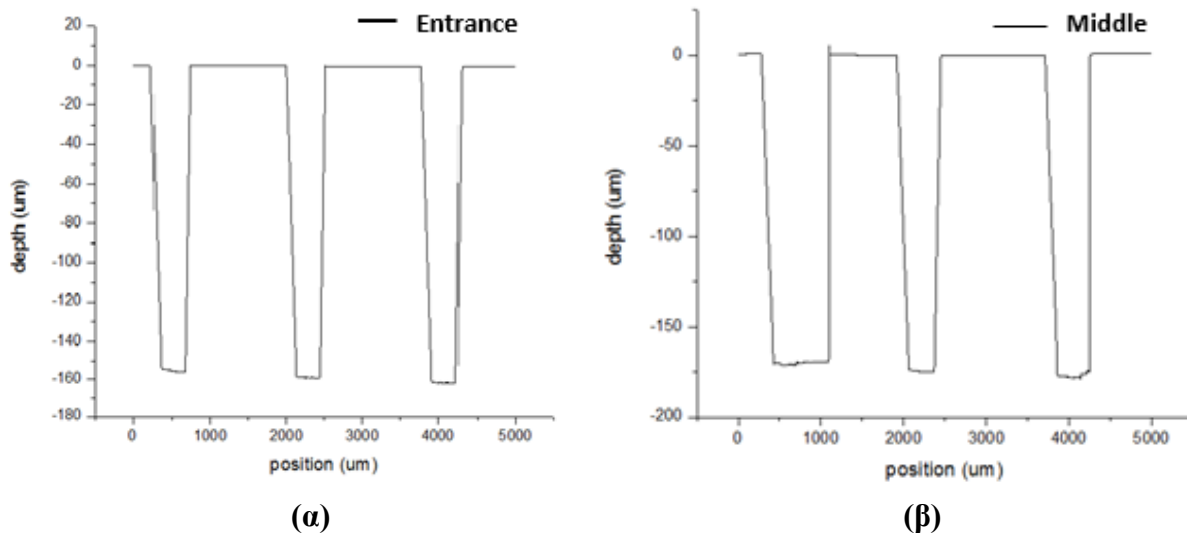 Entrance
20
0
-20
-40
-60
-80
-100
-120
-140
-160
-180
depth (um)
0 1000 2000 3000 4000 5000
position (um)
(α)
Middle
0
-50
-100
-150
-200
depth (um)
0 1000 2000 3000 4000 5000
position (um)
(β)